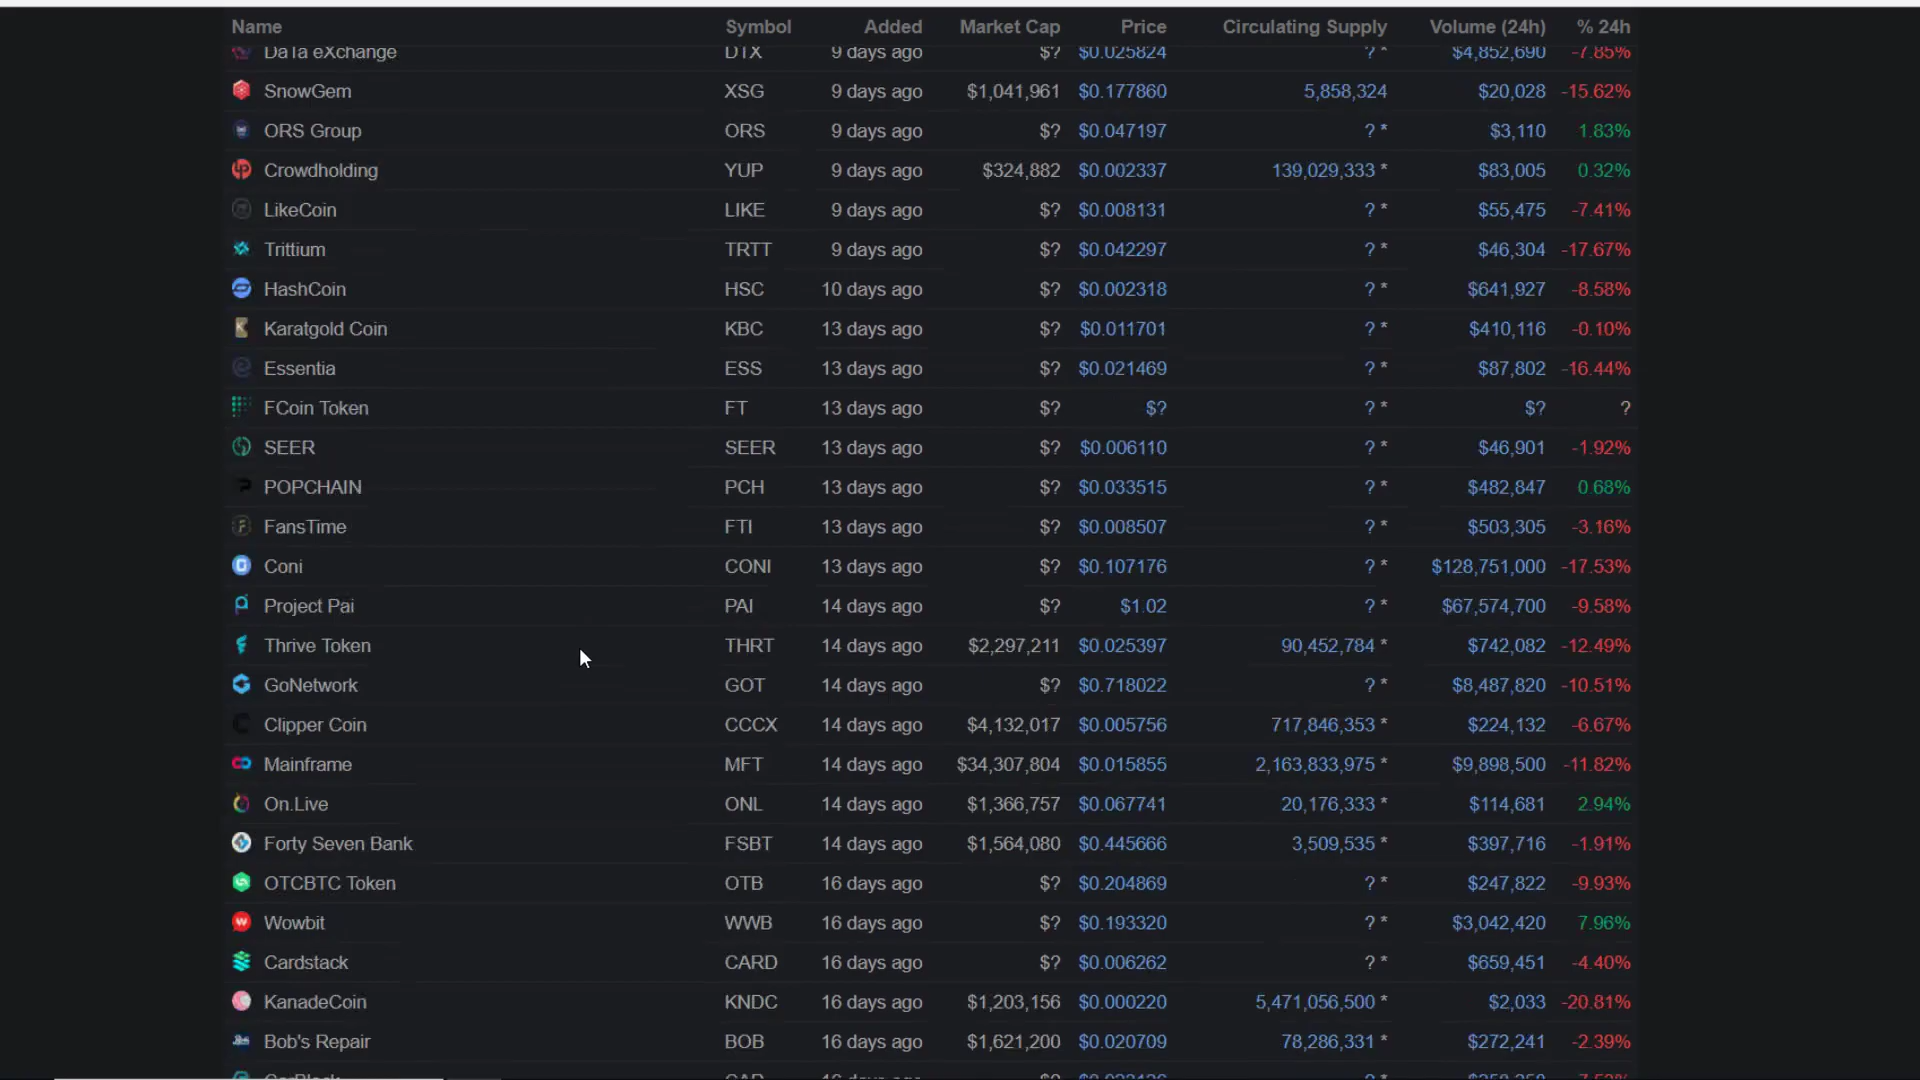 Name Symbol Added Market Cap Price Circulating Supply Volume (24h) % 24h
DaTa eXchange DTX 9 days ago $? $0.025824 ? * $4,852,690 -7.85%
SnowGem XSG 9 days ago $1,041,961 $0.177860 5,858,324 $20,028 -15.62%
ORS Group ORS 9 days ago $? $0.047197 ? * $3,110 1.83%
Crowdholding YUP 9 days ago $324,882 $0.002337 139,029,333 * $83,005 0.32%
LikeCoin LIKE 9 days ago $? $0.008131 ? * $55,475 -7.41%
Trittium TRTT 9 days ago $? $0.042297 ? * $46,304 -17.67%
HashCoin HSC 10 days ago $? $0.002318 ? * $641,927 -8.58%
Karatgold Coin KBC 13 days ago $? $0.011701 ? * $410,116 -0.10%
Essentia ESS 13 days ago $? $0.021469 ? * $87,802 -16.44%
FCoin Token FT 13 days ago $? $? ? * $? ?
SEER SEER 13 days ago $? $0.006110 ? * $46,901 -1.92%
POPCHAIN PCH 13 days ago $? $0.033515 ? * $482,847 0.68%
FansTime FTI 13 days ago $? $0.008507 ? * $503,305 -3.16%
Coni CONI 13 days ago $? $0.107176 ? * $128,751,000 -17.53%
Project Pai PAI 14 days ago $? $1.02 ? * $67,574,700 -9.58%
Thrive Token THRT 14 days ago $2,297,211 $0.025397 90,452,784 * $742,082 -12.49%
GoNetwork GOT 14 days ago $? $0.718022 ? * $8,487,820 -10.51%
Clipper Coin CCCX 14 days ago $4,132,017 $0.005756 717,846,353 * $224,132 -6.67%
Mainframe MFT 14 days ago $34,307,804 $0.015855 2,163,833,975 * $9,898,500 -11.82%
On.Live ONL 14 days ago $1,366,757 $0.067741 20,176,333 * $114,681 2.94%
Forty Seven Bank FSBT 14 days ago $1,564,080 $0.445666 3,509,535 * $397,716 -1.91%
OTCBTC Token OTB 16 days ago $? $0.204869 ? * $247,822 -9.93%
Wowbit WWB 16 days ago $? $0.193320 ? * $3,042,420 7.96%
Cardstack CARD 16 days ago $? $0.006262 ? * $659,451 -4.40%
KanadeCoin KNDC 16 days ago $1,203,156 $0.000220 5,471,056,500 * $2,033 -20.81%
Bob's Repair BOB 16 days ago $1,621,200 $0.020709 78,286,331 * $272,241 -2.39%